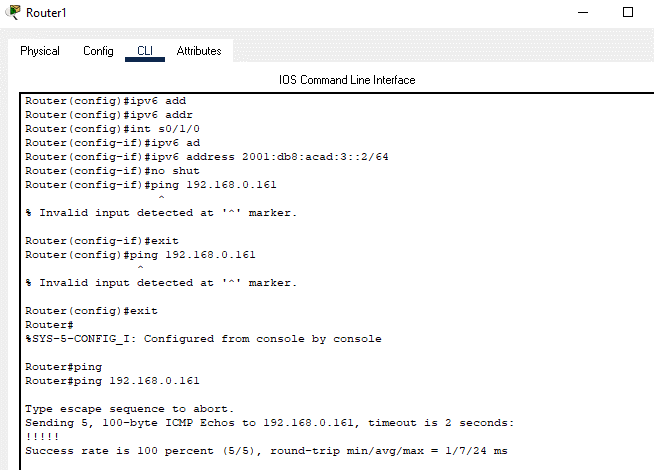 Router1
Physical Config CLI Attributes
IOS Command Line Interface
Router(config)#ipv6 add
Router(config)#ipv6 addr
Router(config)#int s0/1/0
Router(config-if)#ipv6 ad
Router(config-if)#ipv6 address 2001:db8:acad:3::2/64
Router(config-if)#no shut
Router(config-if)#ping 192.168.0.161
^
% Invalid input detected at '^' marker.
Router(config-if)#exit
Router(config)#ping 192.168.0.161
^
% Invalid input detected at '^' marker.
Router(config)#exit
Router#
%SYS-5-CONFIG_I: Configured from console by console
Router#ping
Router#ping 192.168.0.161
Type escape sequence to abort.
Sending 5, 100-byte ICMP Echos to 192.168.0.161, timeout is 2 seconds:
!!!!!
Success rate is 100 percent (5/5), round-trip min/avg/max = 1/7/24 ms